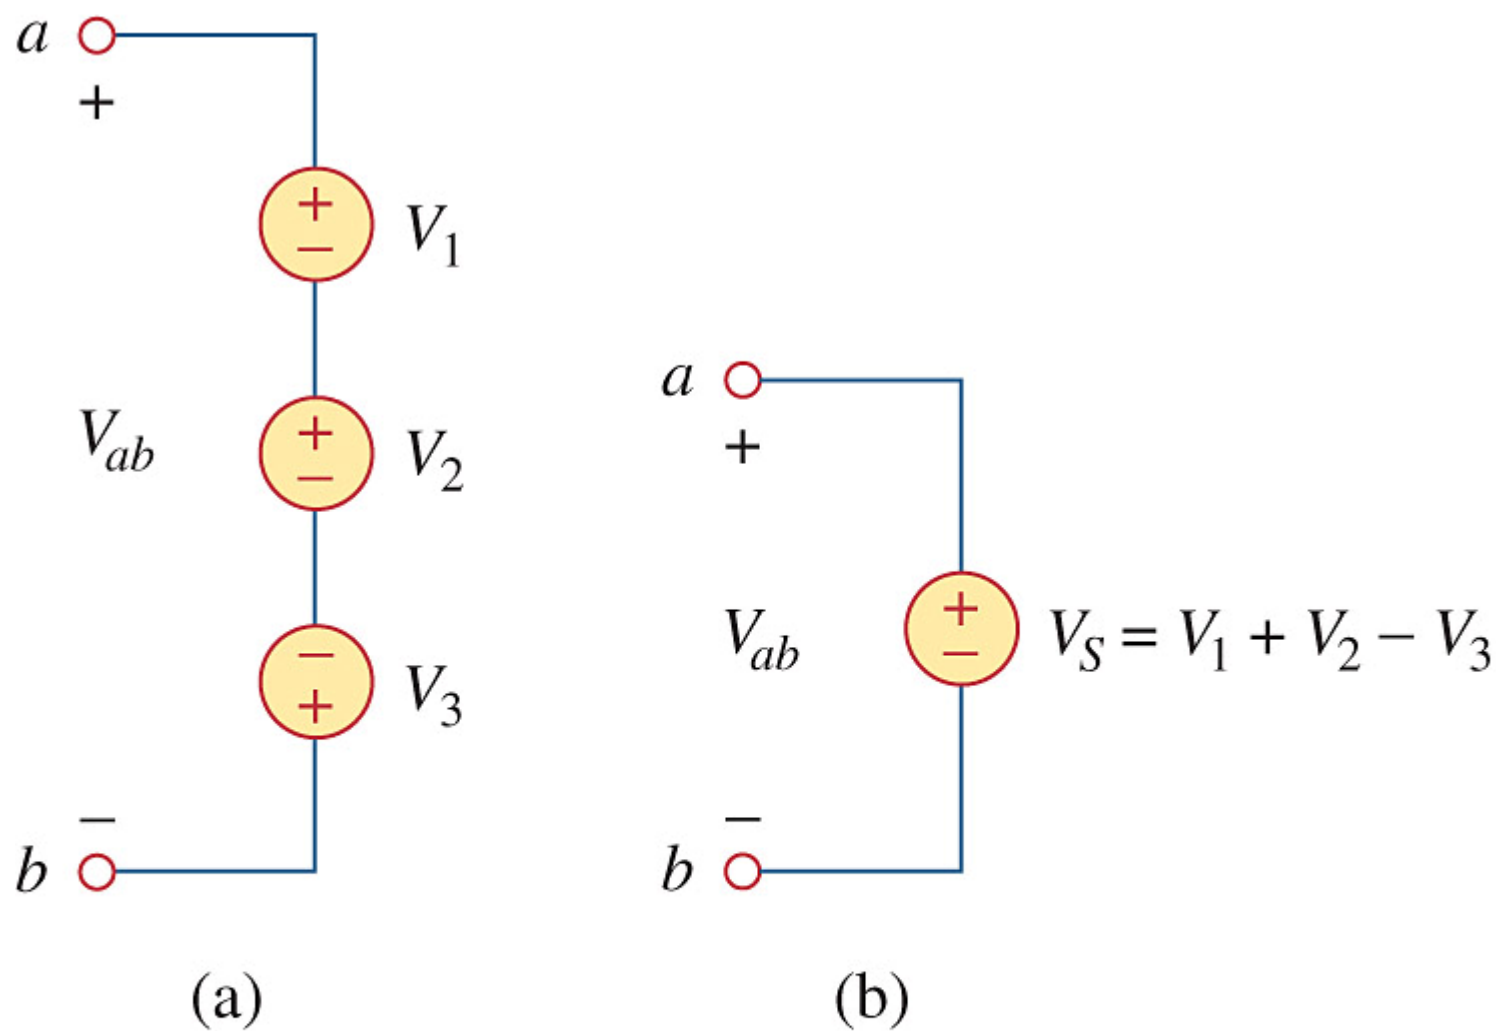 a
+
+
−
V1
Vab
+
−
V2
−
+
V3
−
b
(a)
a
+
Vab
+
−
VS = V1 + V2 − V3
−
b
(b)